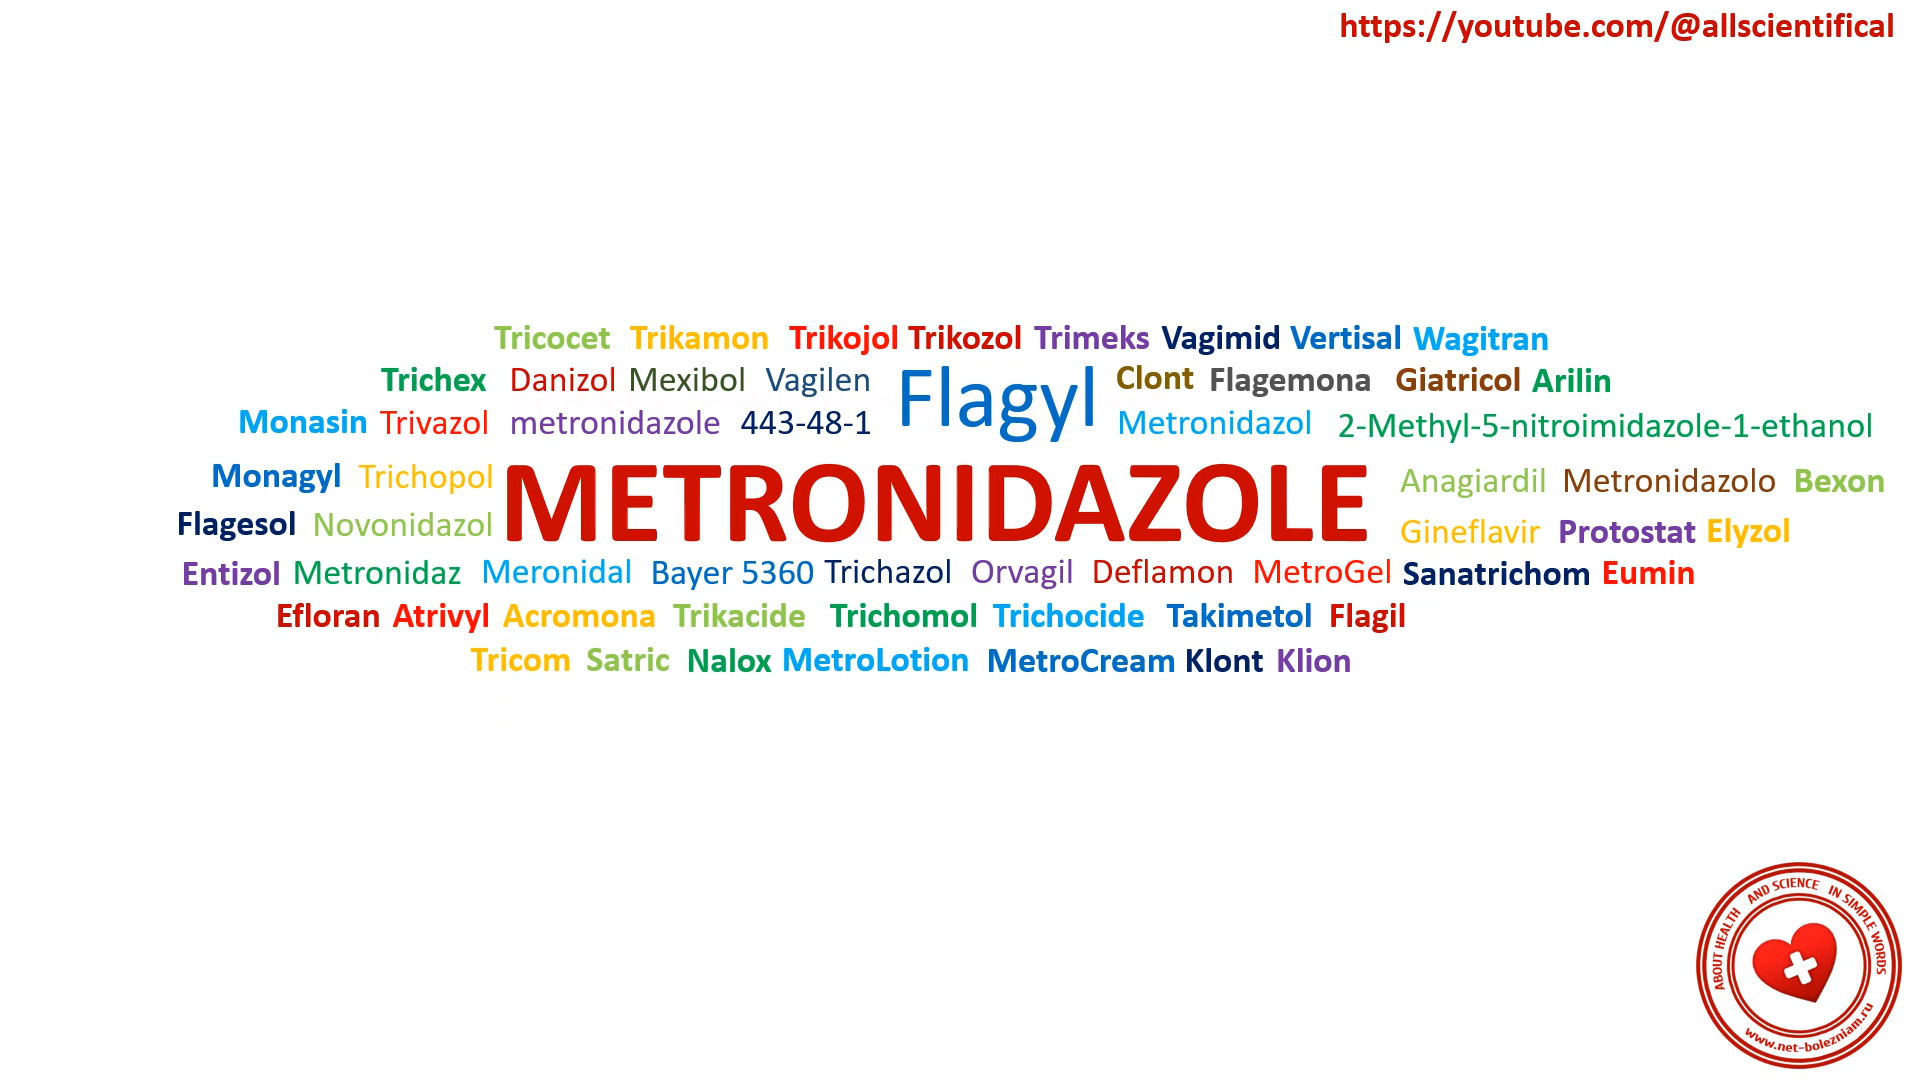 https://youtube.com/@allscientifical
Tricocet Trikamon Trikojol Trikozol Trimeks Vagimid Vertisal Wagitran
Trichex Danizol Mexibol Vagilen Flagyl Clont Flagemona Giatricol Arilin
Monasin Trivazol metronidazole 443-48-1 Metronidazol 2-Methyl-5-nitroimidazole-1-ethanol
Monagyl Trichopol METRONIDAZOLE Anagiardil Metronidazolo Bexon
Flagesol Novonidazol Gineflavir Protostat Elyzol
Entizol Metronidaz Meronidal Bayer 5360 Trichazol Orvagil Deflamon MetroGel Sanatrichom Eumin
Efloran Atrivyl Acromona Trikacide Trichomol Trichocide Takimetol Flagil
Tricom Satric Nalox MetroLotion MetroCream Klont Klion
ABOUT HEALTH AND SCIENCE IN SIMPLE WORDS
www.net-bolezniam.ru